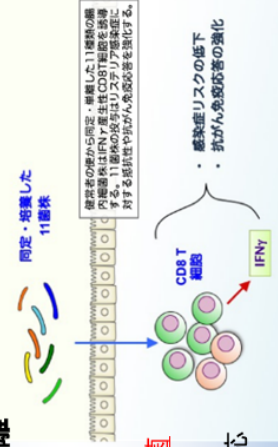 同定・培養した
11菌株
健常者の便から同定・単離した11種類の腸
内細菌株はIFNγ産生性CD8T細胞を誘導
する。11菌株の投与はリステリア感染症に
対する抵抗性や抗がん免疫応答を強化する。
CD8 T
細胞
IFNγ
・ 感染症リスクの低下
・ 抗がん免疫応答の強化